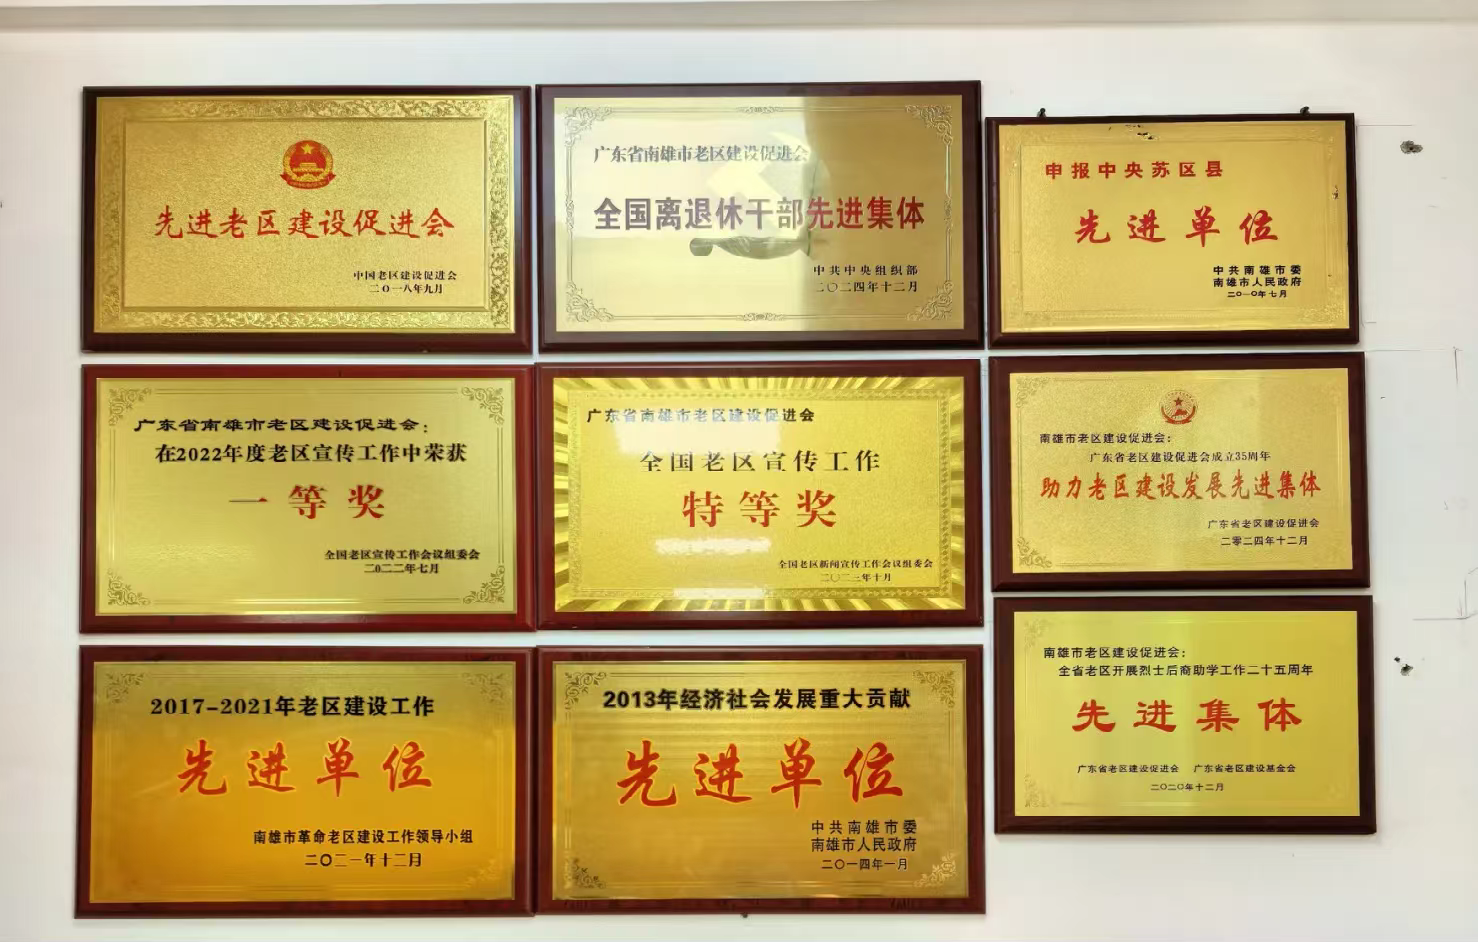 先进老区建设促进会
中国老区建设促进会
二〇一八年九月
广东省南雄市老区建设促进会
全国离退休干部先进集体
中共中央组织部
二〇二四年十二月
申报中央苏区县
先进单位
中共南雄市委
南雄市人民政府
二〇一〇年七月
广东省南雄市老区建设促进会:
在2022年度老区宣传工作中荣获
一等奖
全国老区宣传工作会议组委会
二〇二二年七月
广东省南雄市老区建设促进会
全国老区宣传工作
特等奖
全国老区新闻宣传工作会议组委会
二〇二三年十月
南雄市老区建设促进会:
广东省老区建设促进会成立35周年
助力老区建设发展先进集体
广东省老区建设促进会
二零二四年十二月
2017-2021年老区建设工作
先进单位
南雄市革命老区建设工作领导小组
二〇二一年十二月
2013年经济社会发展重大贡献
先进单位
中共南雄市委
南雄市人民政府
二〇一四年一月
南雄市老区建设促进会:
全省老区开展烈士后裔助学工作二十五周年
先进集体
广东省老区建设促进会 广东省老区建设基金会
二〇二〇年十二月